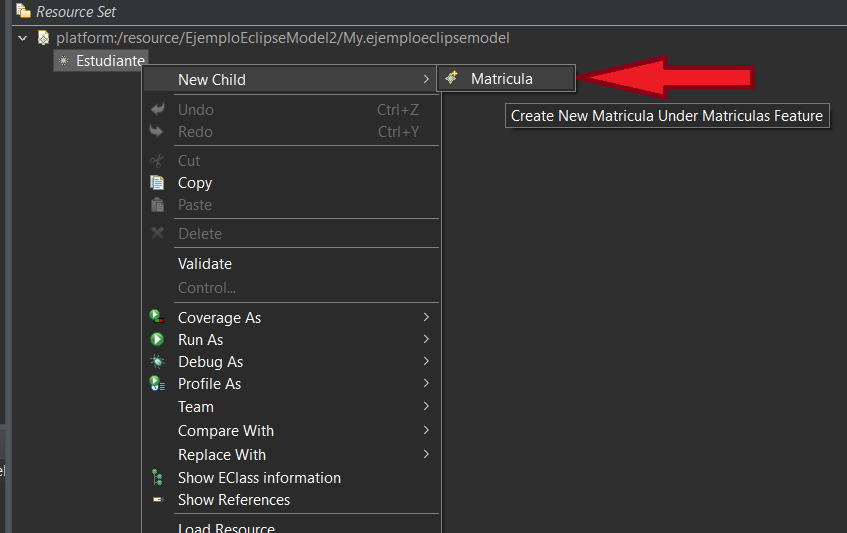 Resource Set
platform:/resource/EjemploEclipseModel2/My.ejemploeclipsemodel
Estudiante
New Child
Matricula
Create New Matricula Under Matriculas Feature
Undo Ctrl+Z
Redo Ctrl+Y
Cut
Copy
Paste
Delete
Validate
Control...
Coverage As
Run As
Debug As
Profile As
Team
Compare With
Replace With
Show EClass information
Show References
Load Resource